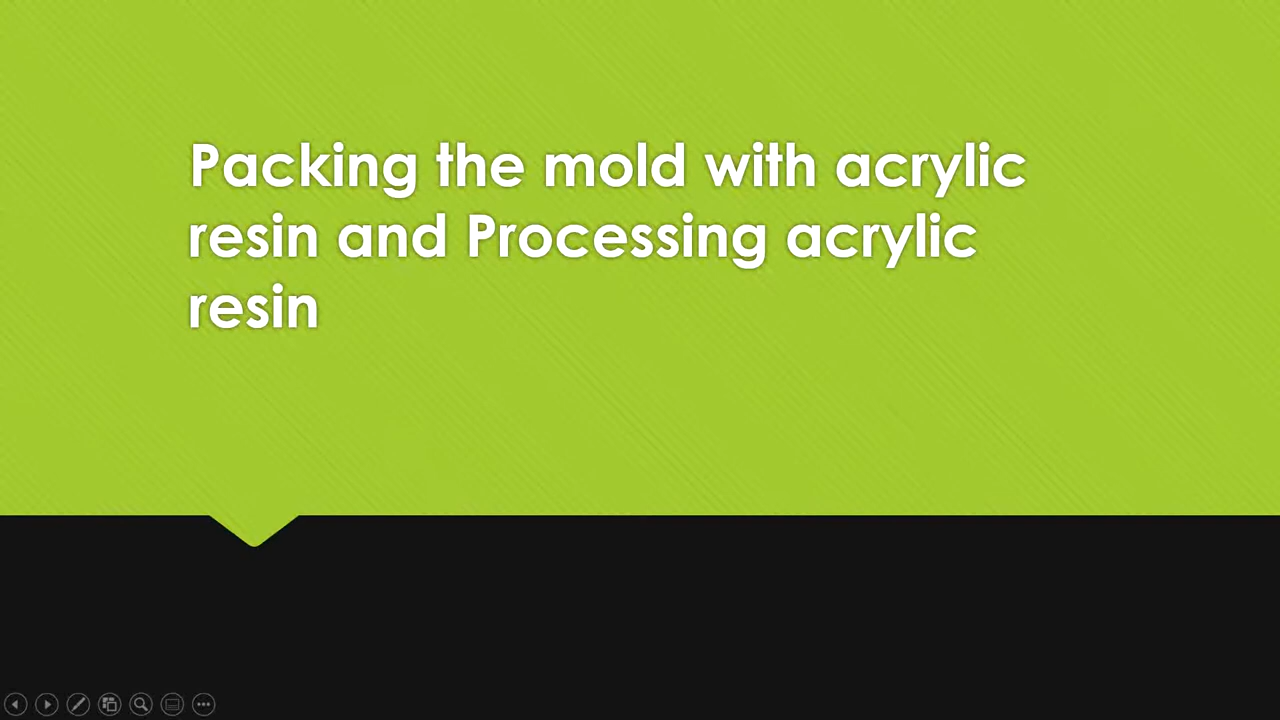 Packing the mold with acrylic
resin and Processing acrylic
resin